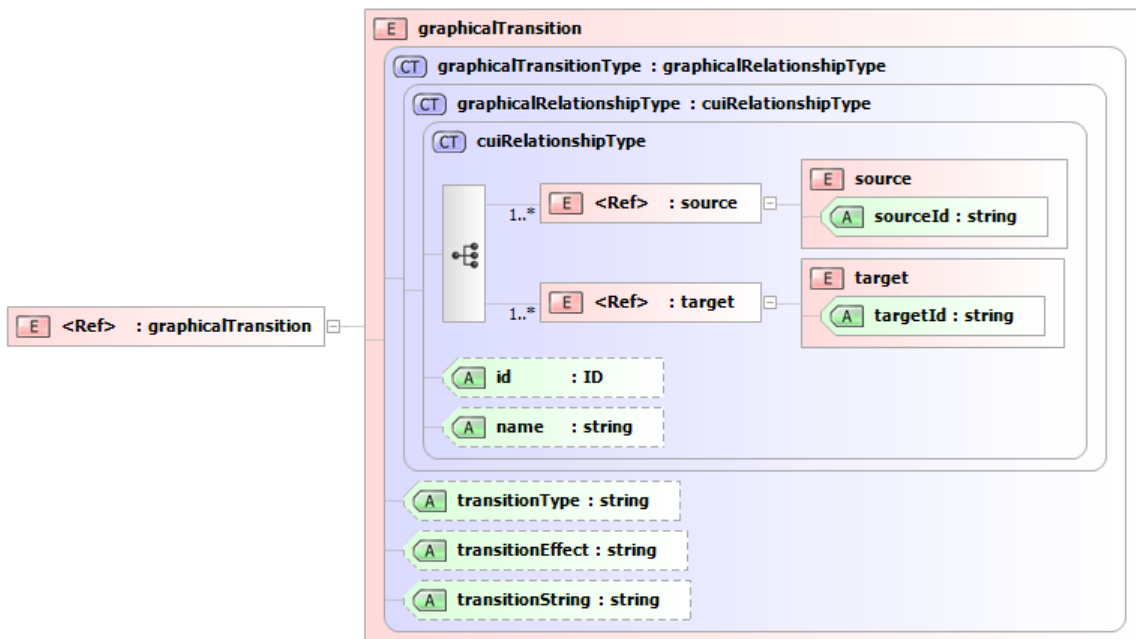 E graphicalTransition
CT graphicalTransitionType : graphicalRelationshipType
CT graphicalRelationshipType : cuiRelationshipType
CT cuiRelationshipType
1..* E <Ref> : source
E source
A sourceId : string
1..* E <Ref> : target
E target
A targetId : string
E <Ref> : graphicalTransition
A id : ID
A name : string
A transitionType : string
A transitionEffect : string
A transitionString : string